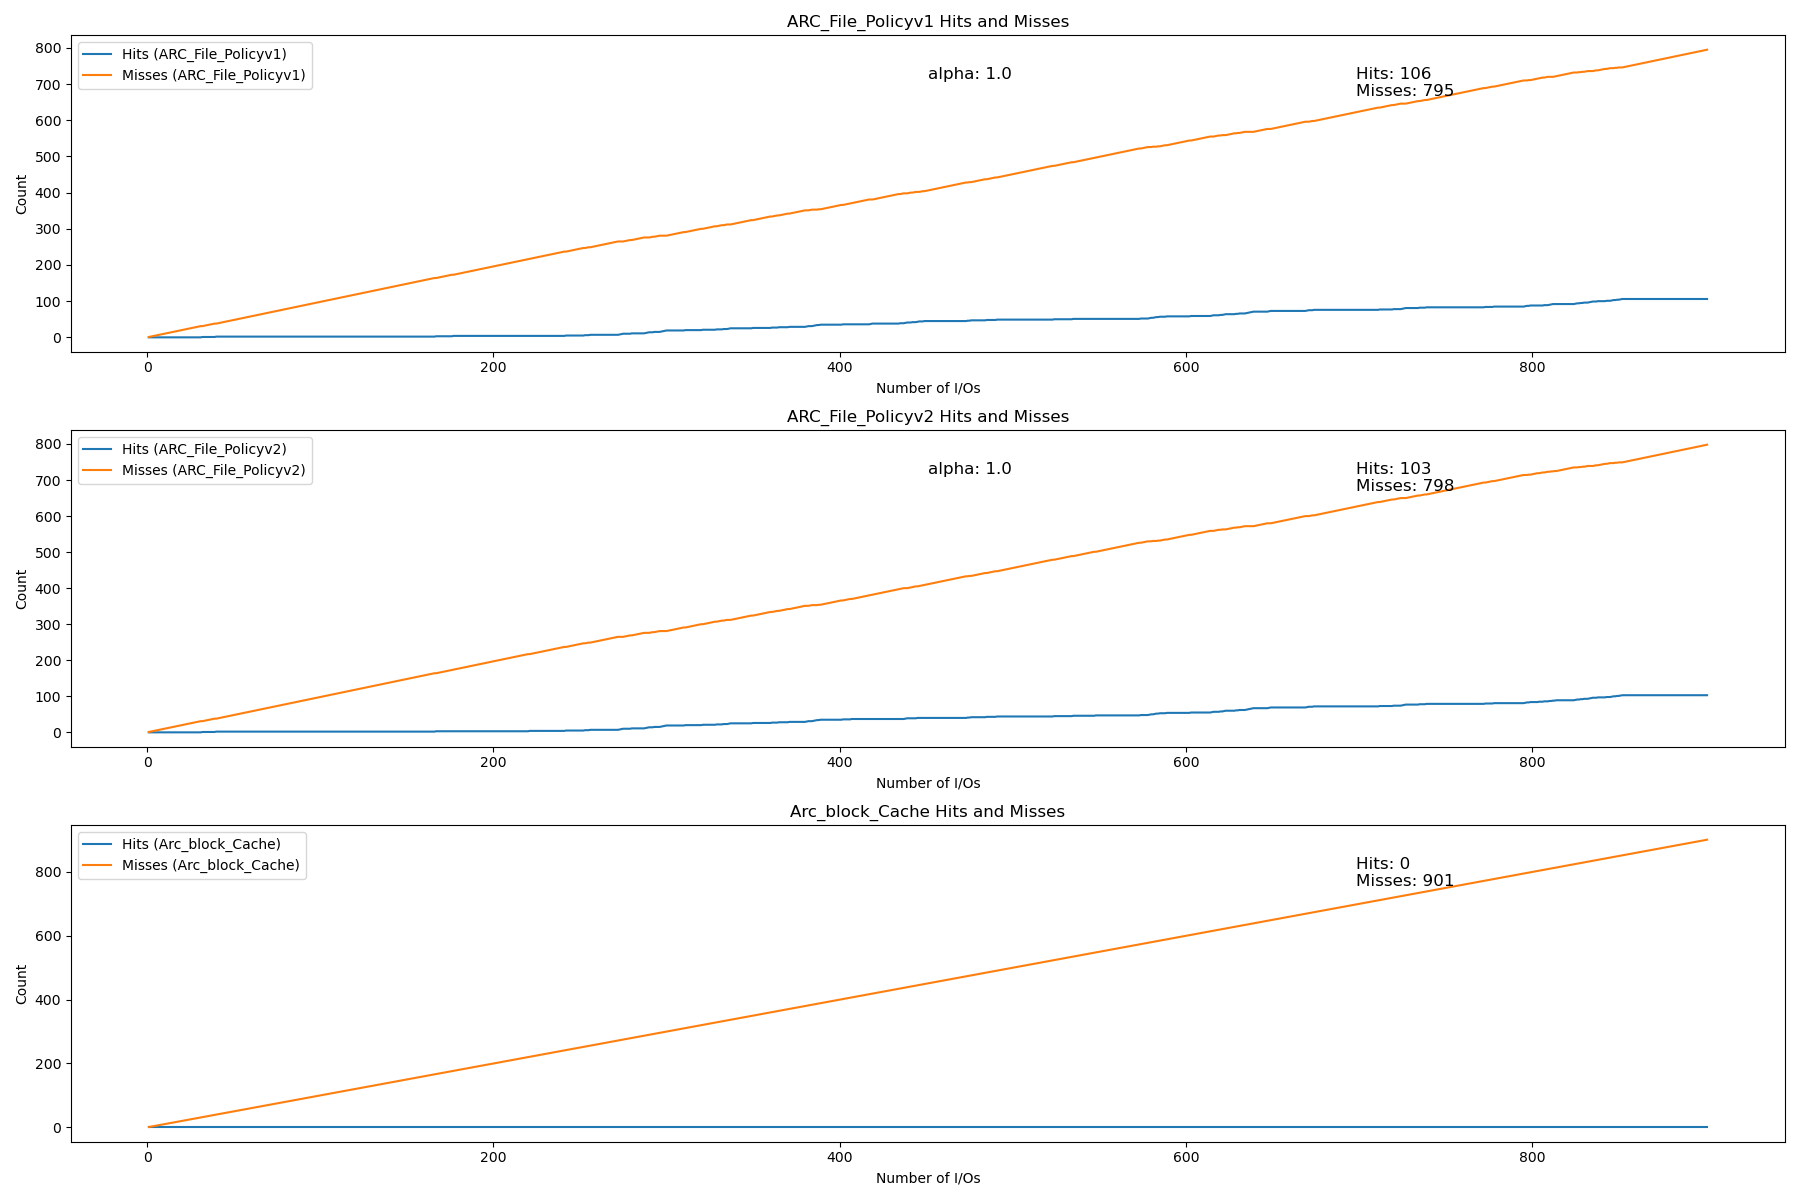 ARC_File_Policyv1 Hits and Misses
Hits (ARC_File_Policyv1)
Misses (ARC_File_Policyv1)
alpha: 1.0
Hits: 106
Misses: 795
800
700
600
500
400
300
200
100
0
Count
0 200 400 600 800
Number of I/Os
ARC_File_Policyv2 Hits and Misses
Hits (ARC_File_Policyv2)
Misses (ARC_File_Policyv2)
alpha: 1.0
Hits: 103
Misses: 798
800
700
600
500
400
300
200
100
0
Count
0 200 400 600 800
Number of I/Os
Arc_block_Cache Hits and Misses
Hits (Arc_block_Cache)
Misses (Arc_block_Cache)
Hits: 0
Misses: 901
800
600
400
200
0
Count
0 200 400 600 800
Number of I/Os